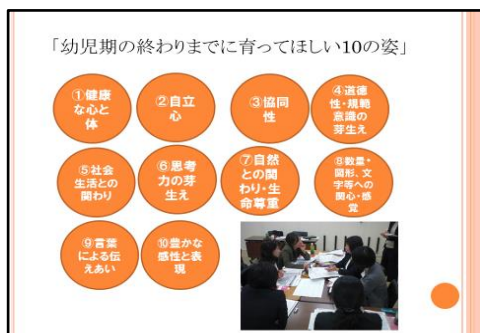 「幼児期の終わりまでに育ってほしい10の姿」
①健康
な心と
体
②自立
心
③協同
性
④道徳
性・規範
意識の
芽生え
⑤社会
生活との
関わり
⑥思考
力の芽
生え
⑦自然
との関
わり・生
命尊重
⑧数量・
図形、文
字等への
関心・感
覚
⑨言葉
による伝
えあい
⑩豊かな
感性と表
現